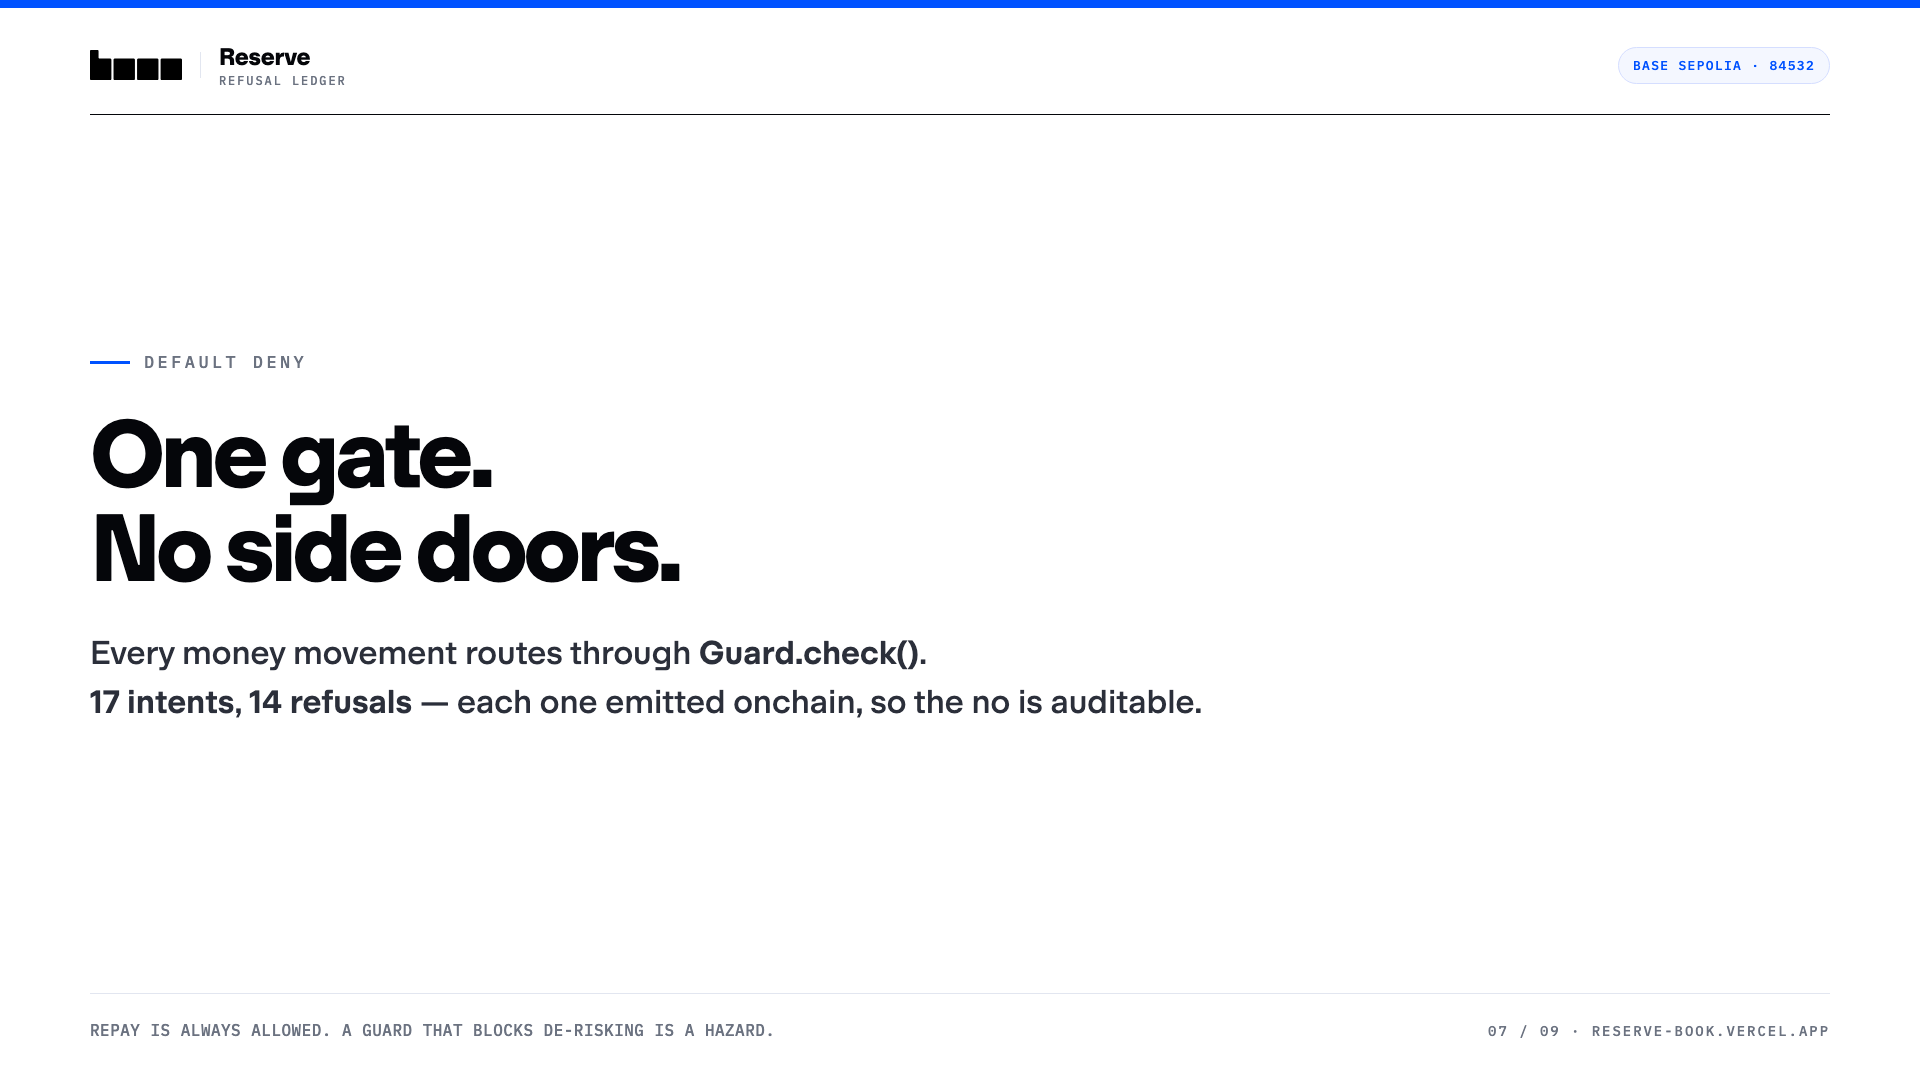 Reserve
REFUSAL LEDGER
BASE SEPOLIA · 84532
DEFAULT DENY
One gate.
No side doors.
Every money movement routes through Guard.check().
17 intents, 14 refusals — each one emitted onchain, so the no is auditable.
REPAY IS ALWAYS ALLOWED. A GUARD THAT BLOCKS DE-RISKING IS A HAZARD.
07 / 09 · RESERVE-BOOK.VERCEL.APP